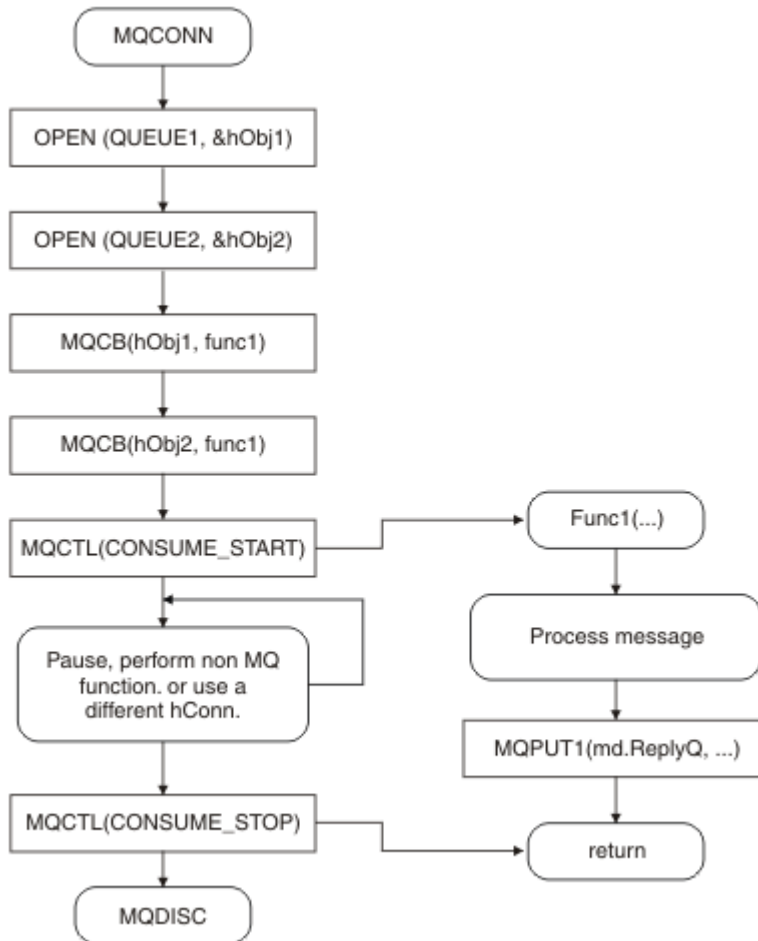 MQCONN
OPEN (QUEUE1, &hObj1)
OPEN (QUEUE2, &hObj2)
MQCB(hObj1, func1)
MQCB(hObj2, func1)
MQCTL(CONSUME_START)
Pause, perform non MQ
function. or use a
different hConn.
MQCTL(CONSUME_STOP)
MQDISC
Func1(...)
Process message
MQPUT1(md.ReplyQ, ...)
return